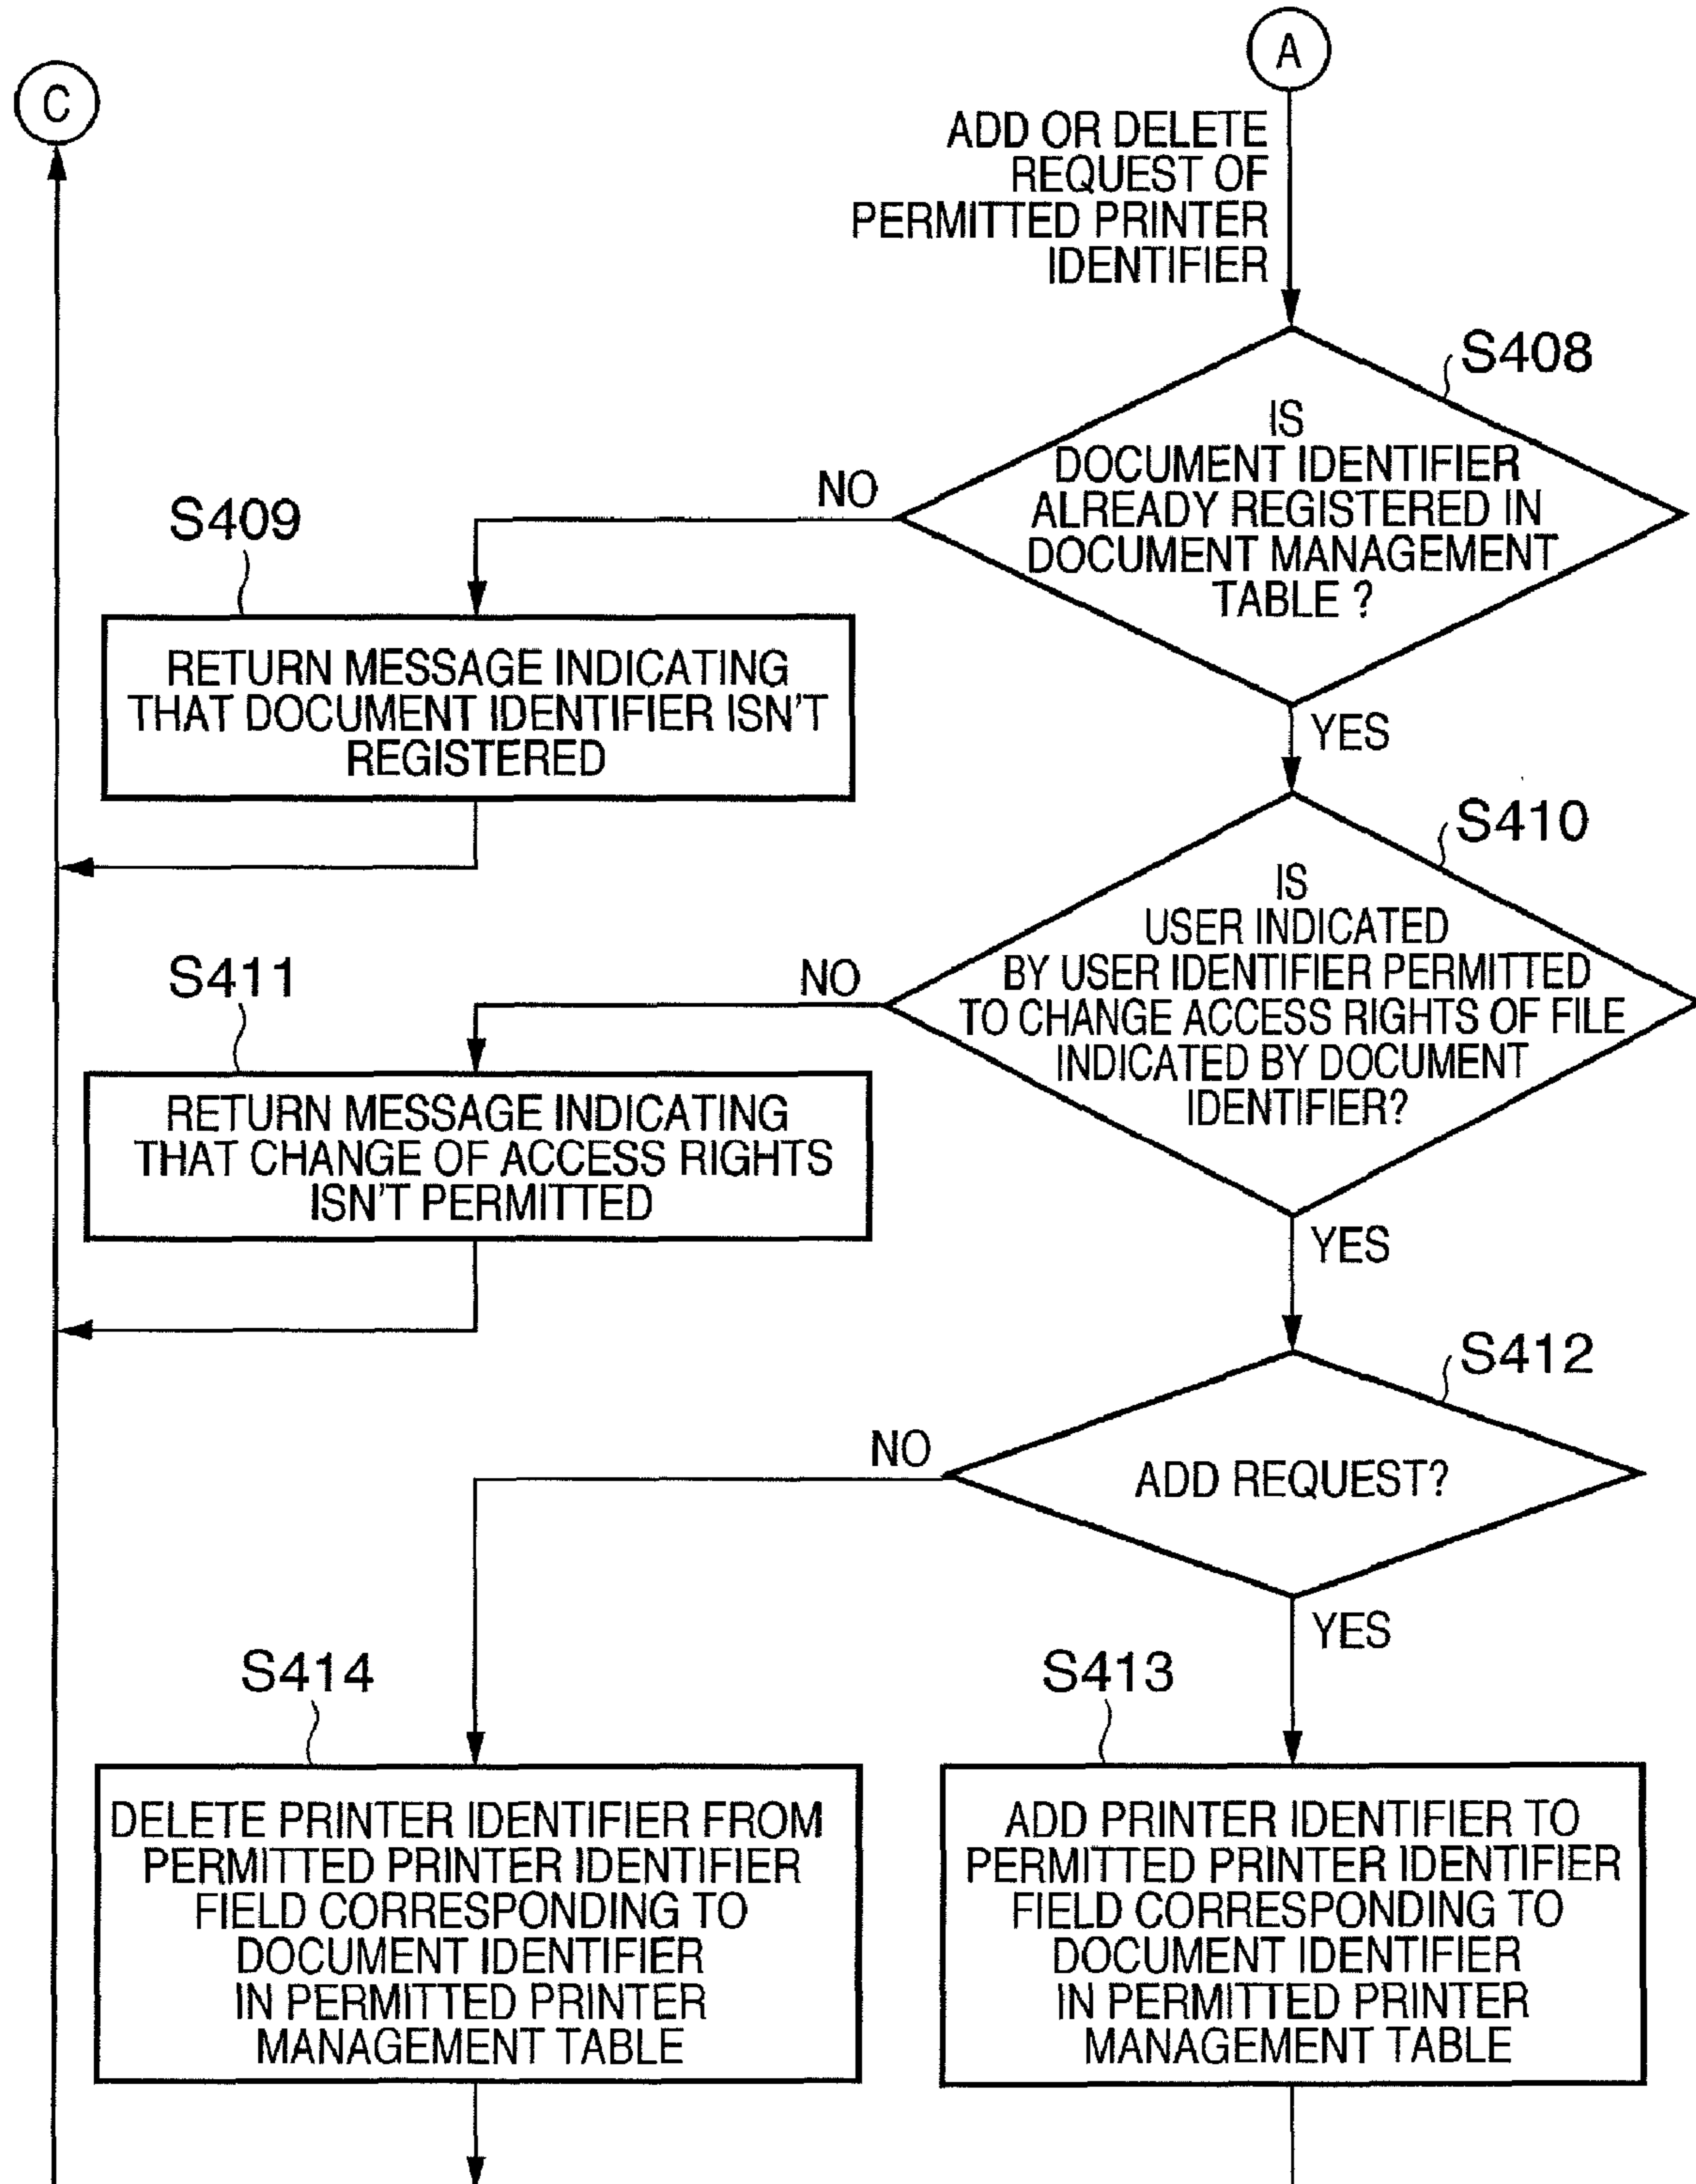 A
C
ADD OR DELETE
REQUEST OF
PERMITTED PRINTER
IDENTIFIER
S408
IS
DOCUMENT IDENTIFIER
ALREADY REGISTERED IN
DOCUMENT MANAGEMENT
TABLE ?
NO
YES
S409
RETURN MESSAGE INDICATING
THAT DOCUMENT IDENTIFIER ISN'T
REGISTERED
S410
IS
USER INDICATED
BY USER IDENTIFIER PERMITTED
TO CHANGE ACCESS RIGHTS OF FILE
INDICATED BY DOCUMENT
IDENTIFIER?
NO
YES
S411
RETURN MESSAGE INDICATING
THAT CHANGE OF ACCESS RIGHTS
ISN'T PERMITTED
S412
ADD REQUEST?
NO
YES
S414
DELETE PRINTER IDENTIFIER FROM
PERMITTED PRINTER IDENTIFIER
FIELD CORRESPONDING TO
DOCUMENT IDENTIFIER
IN PERMITTED PRINTER
MANAGEMENT TABLE
S413
ADD PRINTER IDENTIFIER TO
PERMITTED PRINTER IDENTIFIER
FIELD CORRESPONDING TO
DOCUMENT IDENTIFIER
IN PERMITTED PRINTER
MANAGEMENT TABLE